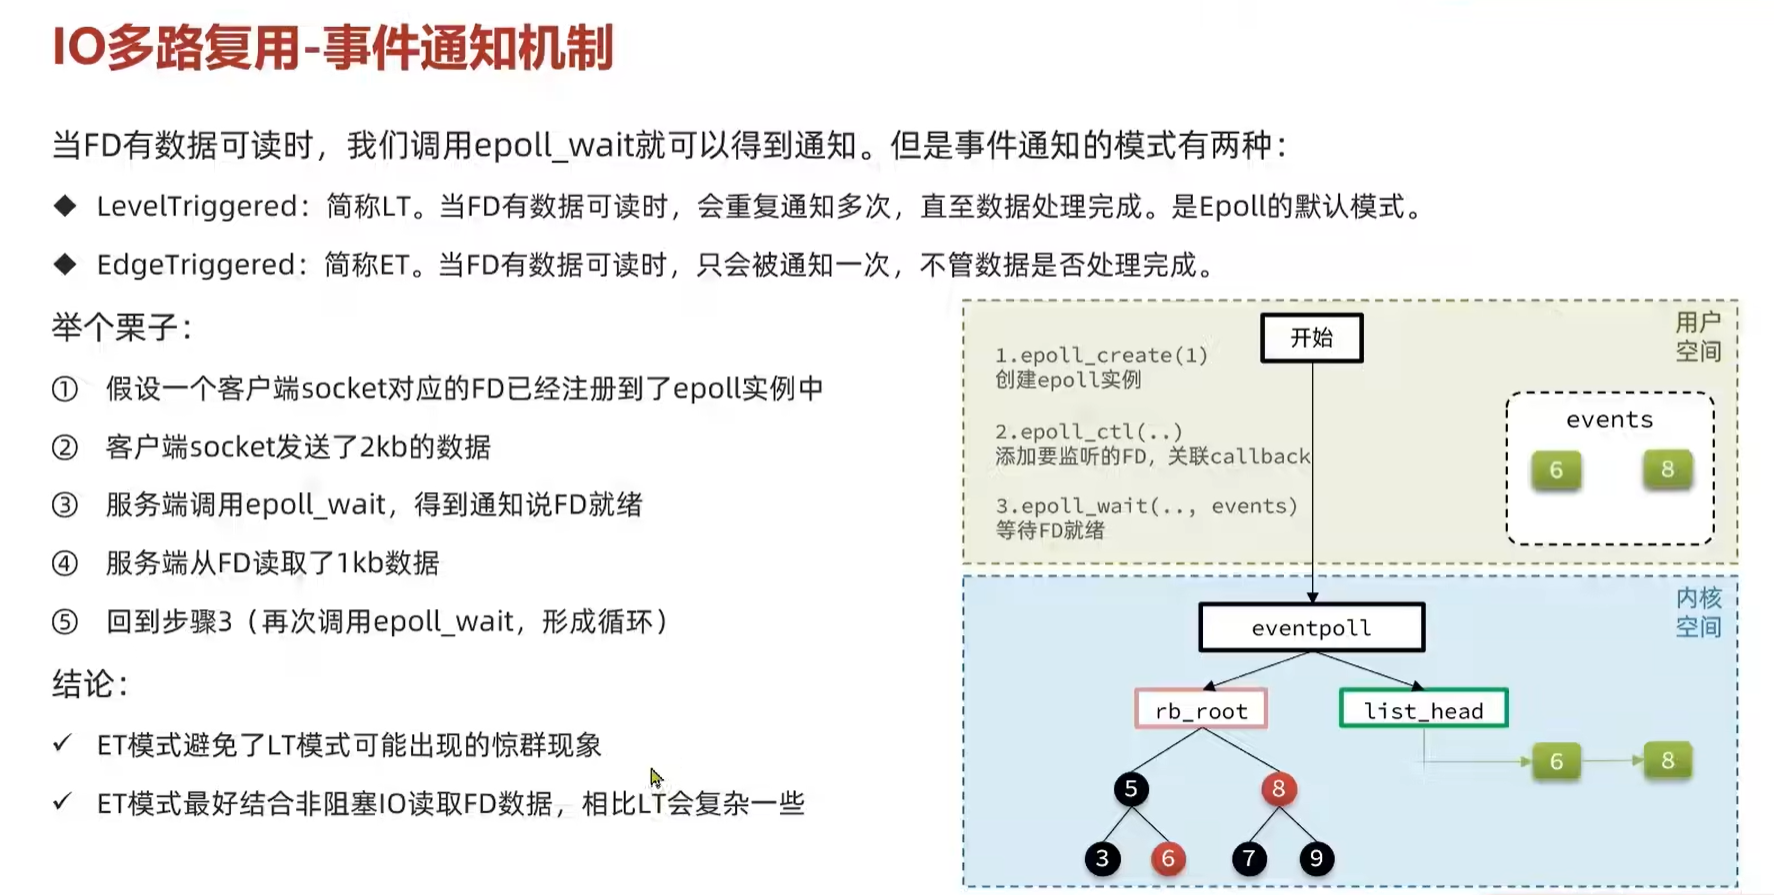 IO多路复用-事件通知机制
当FD有数据可读时，我们调用epoll_wait就可以得到通知。但是事件通知的模式有两种：
◆ LevelTriggered：简称LT。当FD有数据可读时，会重复通知多次，直至数据处理完成。是Epoll的默认模式。
◆ EdgeTriggered：简称ET。当FD有数据可读时，只会被通知一次，不管数据是否处理完成。
举个栗子：
① 假设一个客户端socket对应的FD已经注册到了epoll实例中
② 客户端socket发送了2kb的数据
③ 服务端调用epoll_wait，得到通知说FD就绪
④ 服务端从FD读取了1kb数据
⑤ 回到步骤3（再次调用epoll_wait，形成循环）
结论：
✓ ET模式避免了LT模式可能出现的惊群现象
✓ ET模式最好结合非阻塞IO读取FD数据，相比LT会复杂一些
开始
用户
空间
1.epoll_create(1)
创建epoll实例
2.epoll_ctl(..)
添加要监听的FD，关联callback
3.epoll_wait(.., events)
等待FD就绪
events
6 8
内核
空间
eventpoll
rb_root
list_head
6 8
5 8
3 6 7 9